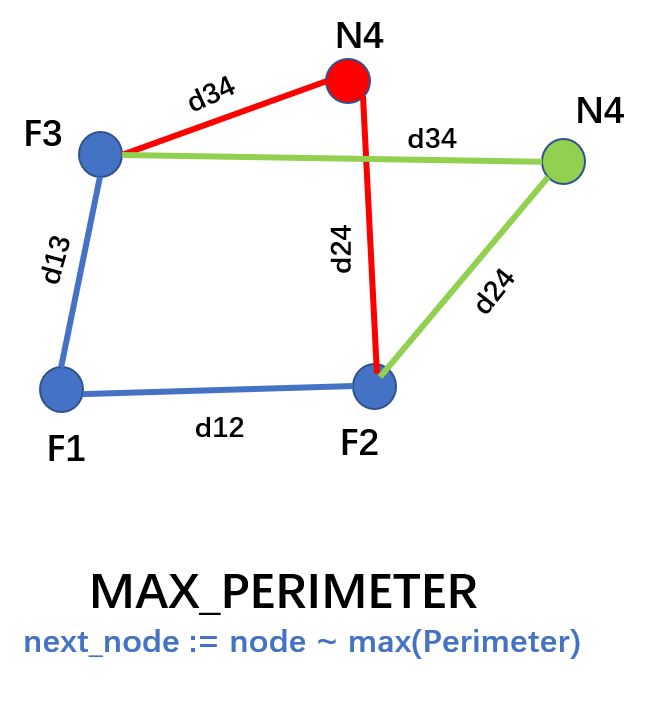 N4
d34
N4
F3
d34
d13
d24
d24
d12
F1
F2
MAX_PERIMETER
next_node := node ~ max(Perimeter)